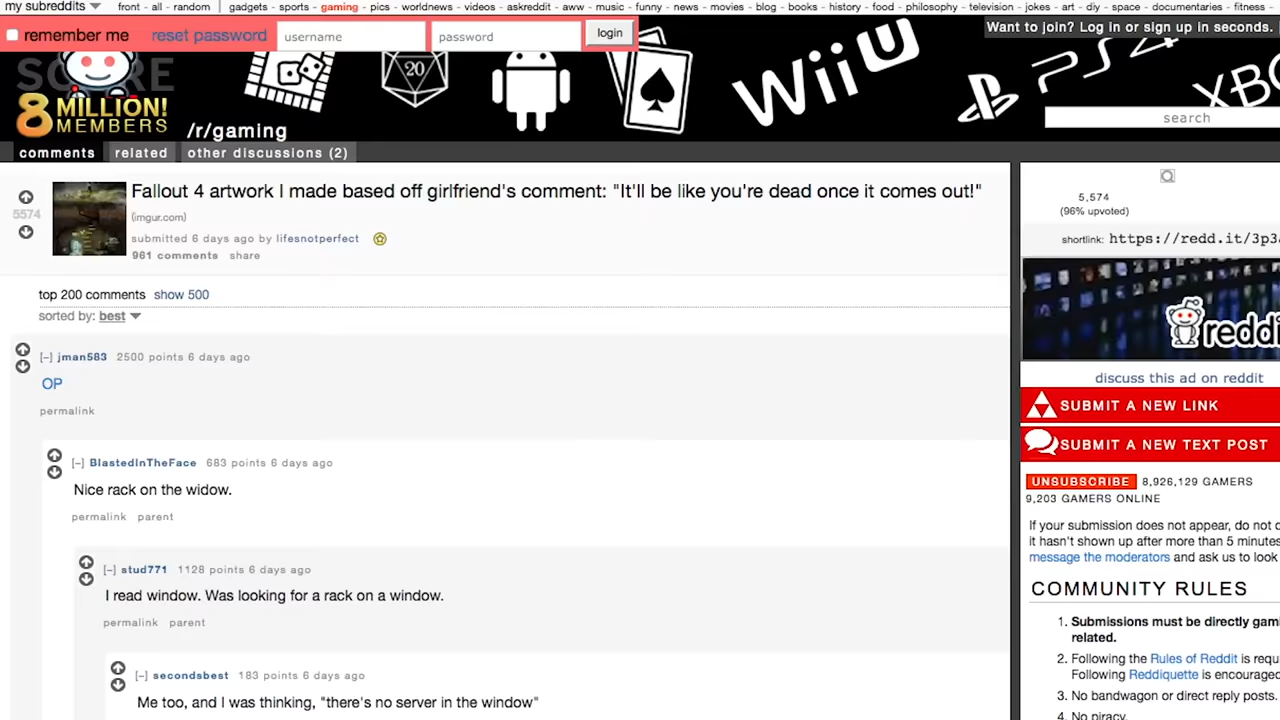 my subreddits front - all - random | gadgets - sports - gaming - pics - worldnews - videos - askreddit - aww - music - funny - news - movies - blog - books - history - food - philosophy - television - jokes - art - diy - space - documentaries - fitness -
remember me reset password username password login
Want to join? Log in or sign up in seconds.
SCORE
8 MILLION!
MEMBERS
20
Wii U
PS4
XBO
/r/gaming
search
comments related other discussions (2)
Fallout 4 artwork I made based off girlfriend's comment: "It'll be like you're dead once it comes out!"
(imgur.com)
5574
submitted 6 days ago by lifesnotperfect
961 comments share
top 200 comments show 500
sorted by: best
[–] jman583 2500 points 6 days ago
OP
permalink
[–] BlastedInTheFace 683 points 6 days ago
Nice rack on the widow.
permalink parent
[–] stud771 1128 points 6 days ago
I read window. Was looking for a rack on a window.
permalink parent
[–] secondsbest 183 points 6 days ago
Me too, and I was thinking, "there's no server in the window"
5,574
(96% upvoted)
shortlink: https://redd.it/3p3
reddi
discuss this ad on reddit
SUBMIT A NEW LINK
SUBMIT A NEW TEXT POST
UNSUBSCRIBE 8,926,129 GAMERS
9,203 GAMERS ONLINE
If your submission does not appear, do not d
it hasn't shown up after more than 5 minutes
message the moderators and ask us to look
COMMUNITY RULES
1. Submissions must be directly gami
related.
2. Following the Rules of Reddit is requ
Following Reddiquette is encouraged
3. No bandwagon or direct reply posts.
4. No piracy.